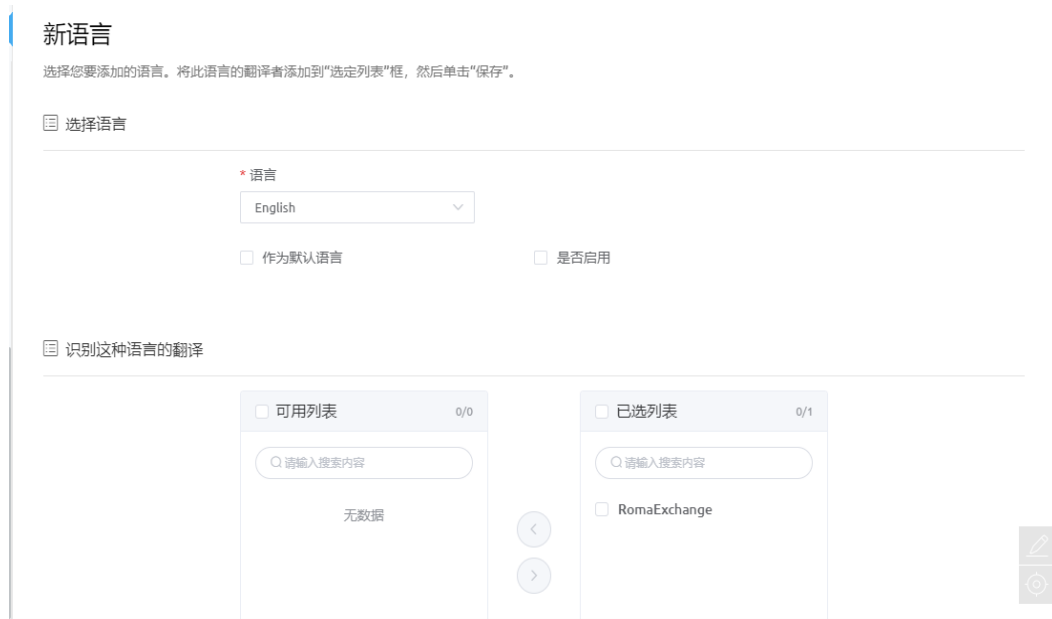 新语言
选择您要添加的语言。将此语言的翻译者添加到"选定列表"框，然后单击"保存"。
选择语言
* 语言
English
作为默认语言 是否启用
识别这种语言的翻译
可用列表 0/0 已选列表 0/1
请输入搜索内容 请输入搜索内容
无数据 RomaExchange